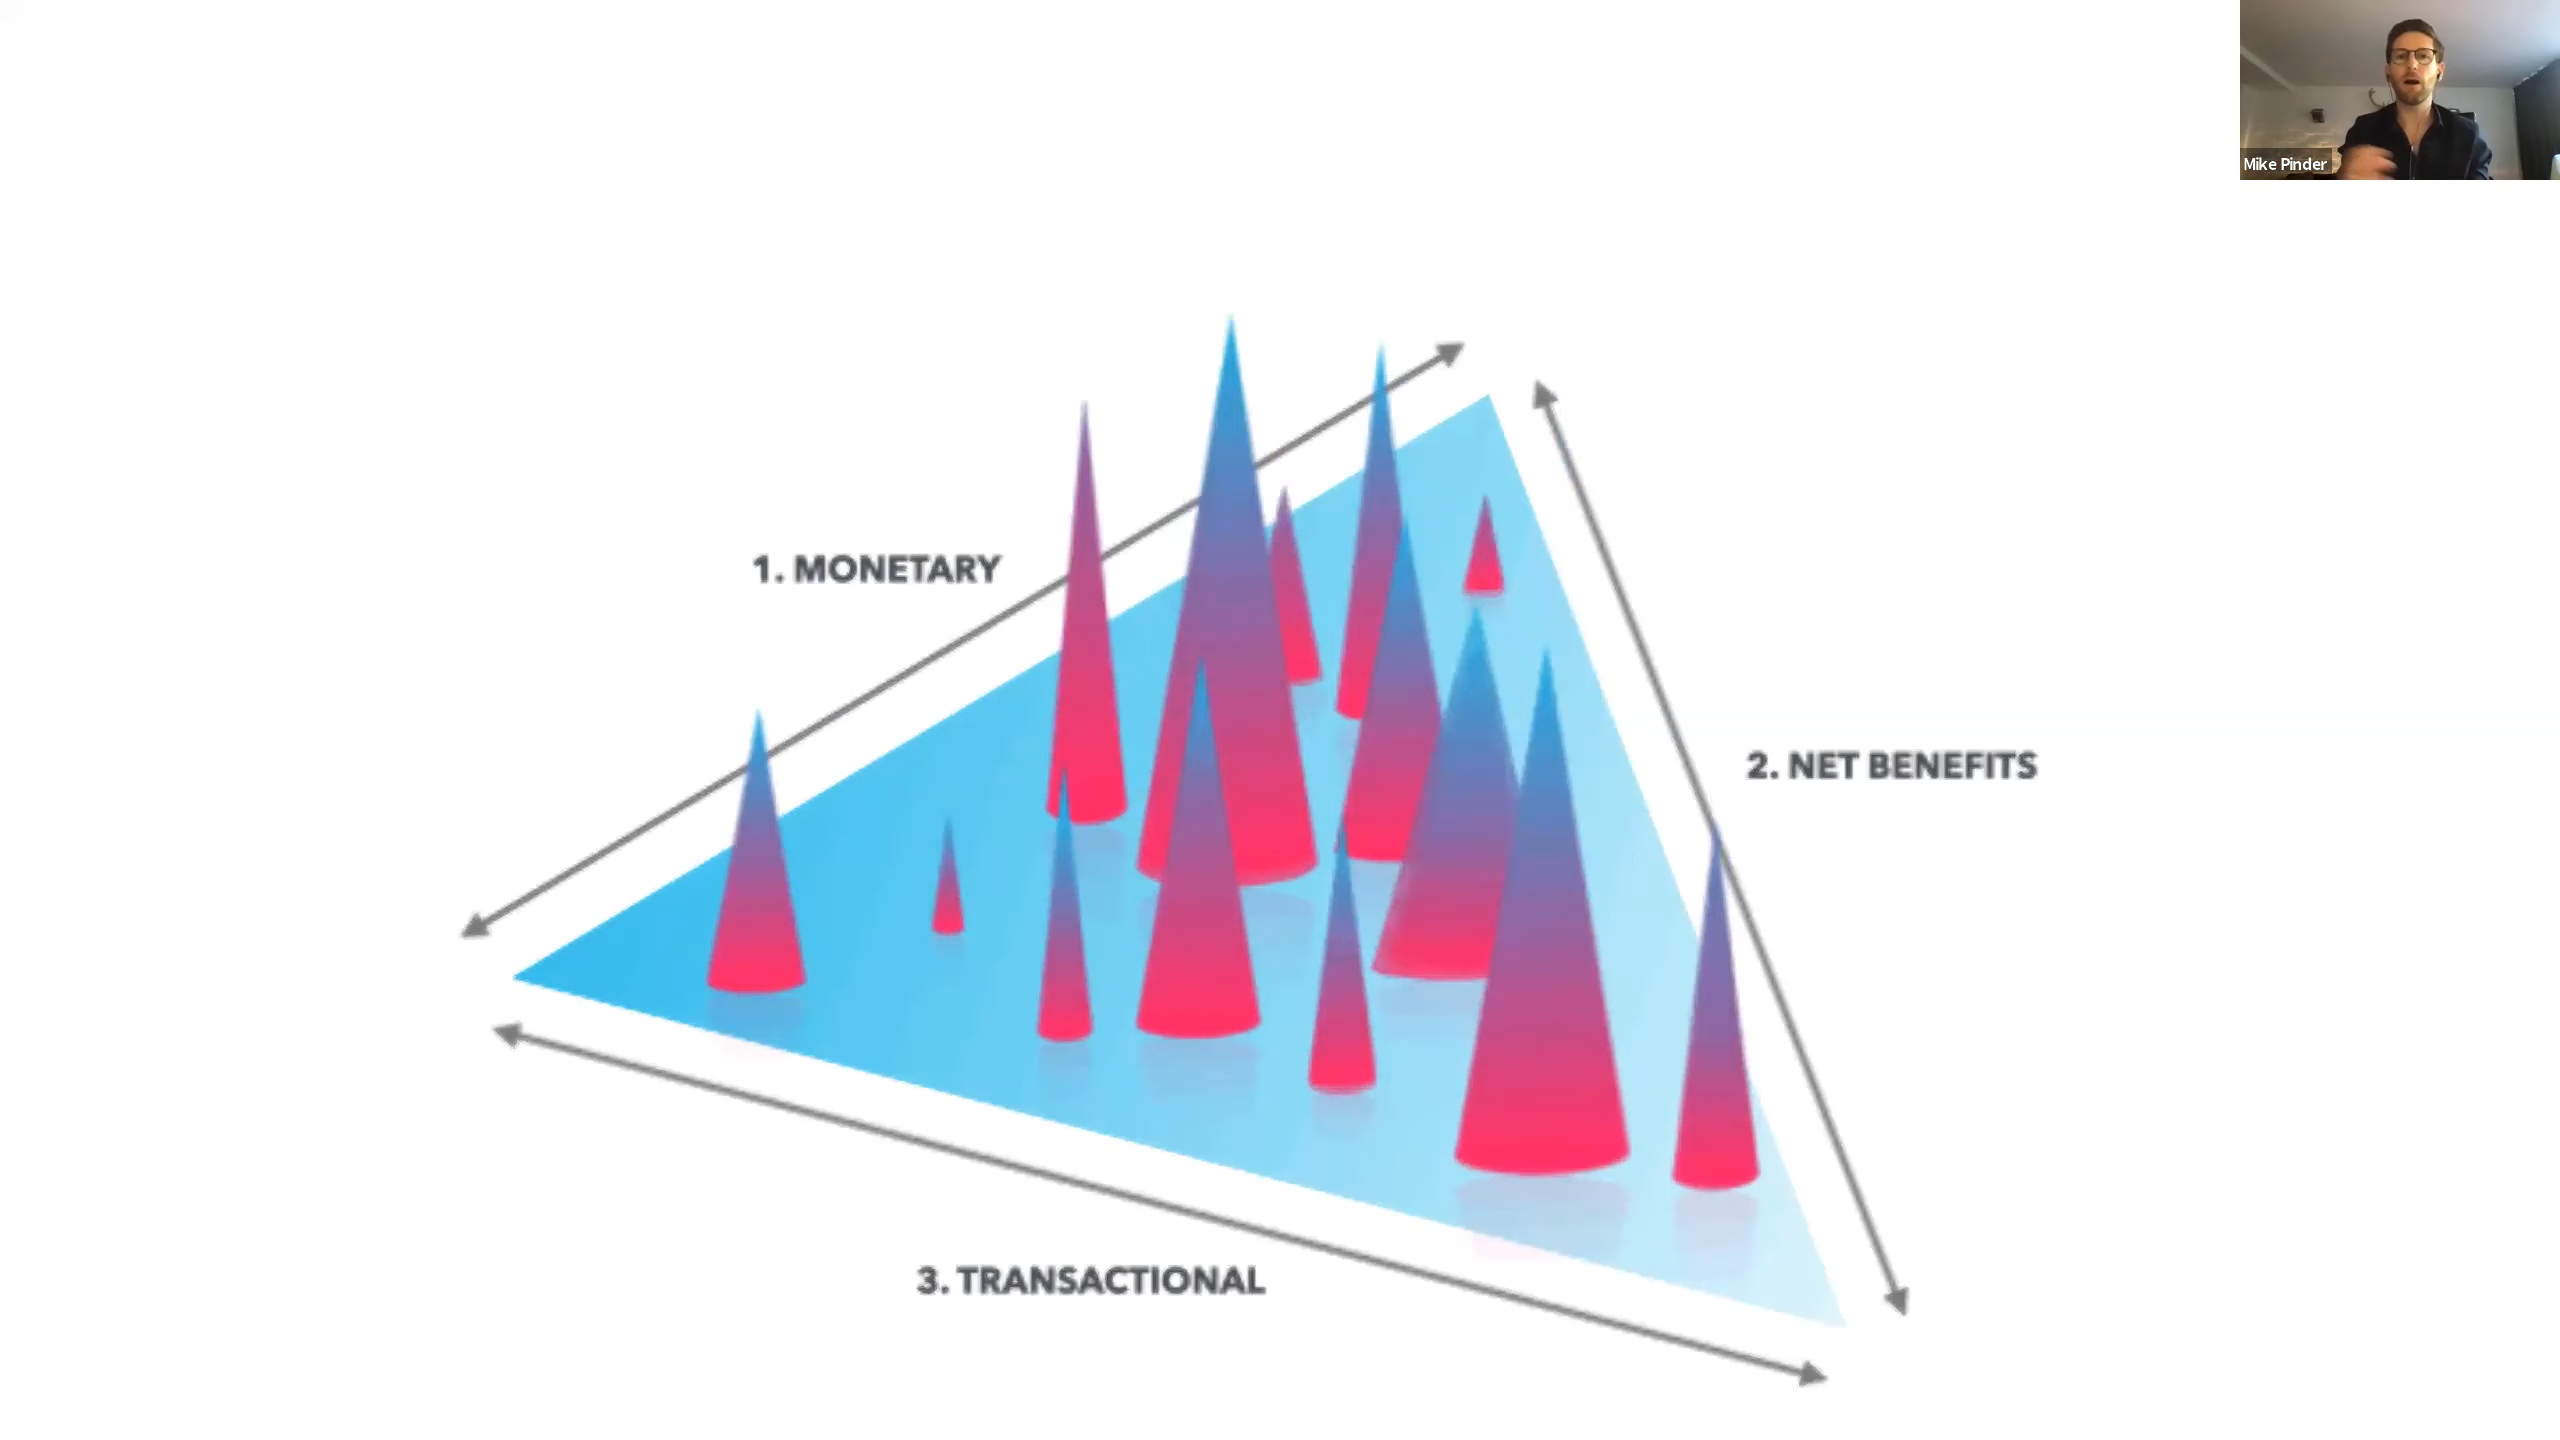 Mike Pinder
1. MONETARY
2. NET BENEFITS
3. TRANSACTIONAL